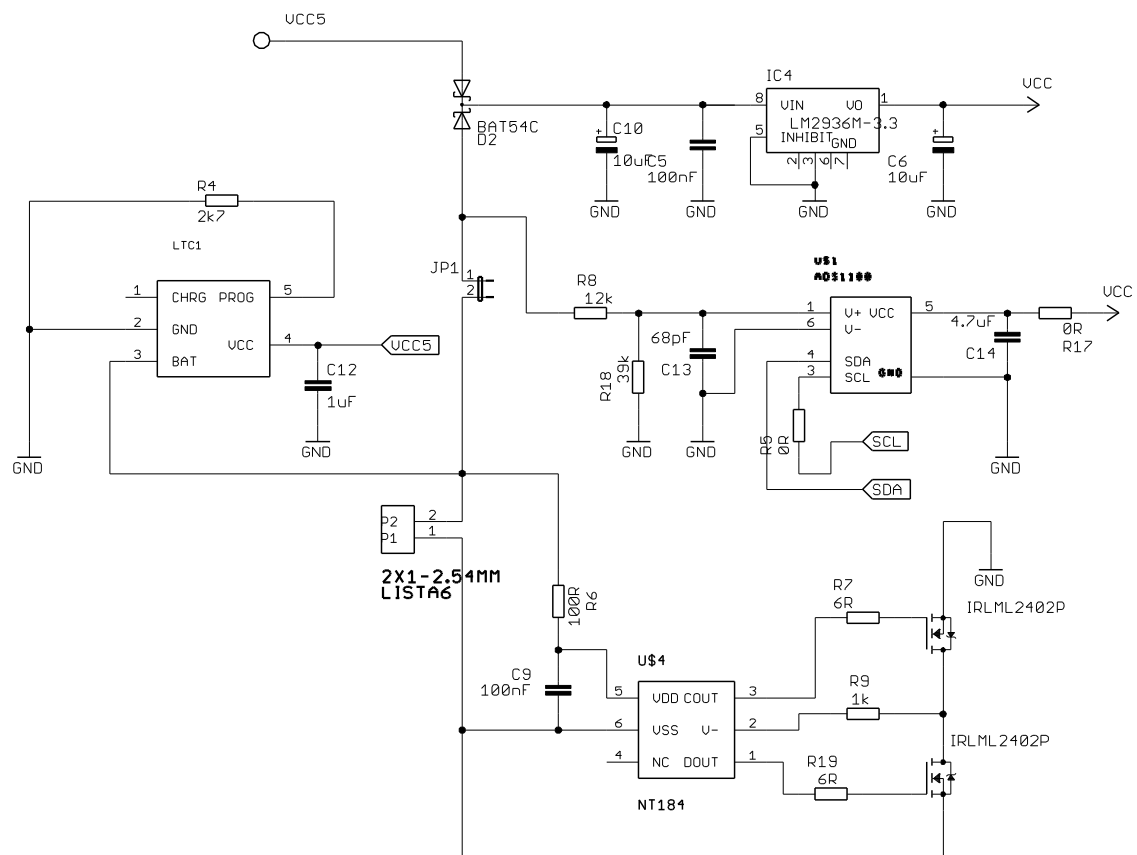 VCC5
IC4
VCC
8 VIN VO 1
LM2936M-3.3
5 INHIBIT GND
2 3 6 7
BAT54C
D2
C10
10uF
C5
100nF
C6
10uF
GND GND GND GND
R4
2k7
LTC1
1 CHRG PROG 5
2 GND
VCC 4
3 BAT
VCC5
C12
1uF
GND
GND
JP1
1
2
R8
12k
U$1
ADS1100
1 V+ VCC 5
6 V-
4 SDA
3 SCL GND
VCC
0R
R17
4.7uF
C14
68pF
C13
R18
39k
GND GND
R5
0R
SCL
SDA
GND
P2 2
P1 1
2X1-2.54MM
LISTA6
100R
R6
C9
100nF
GND
IRLML2402P
R7
6R
U$4
5 VDD COUT 3
6 VSS V- 2
4 NC DOUT 1
NT184
R9
1k
IRLML2402P
R19
6R